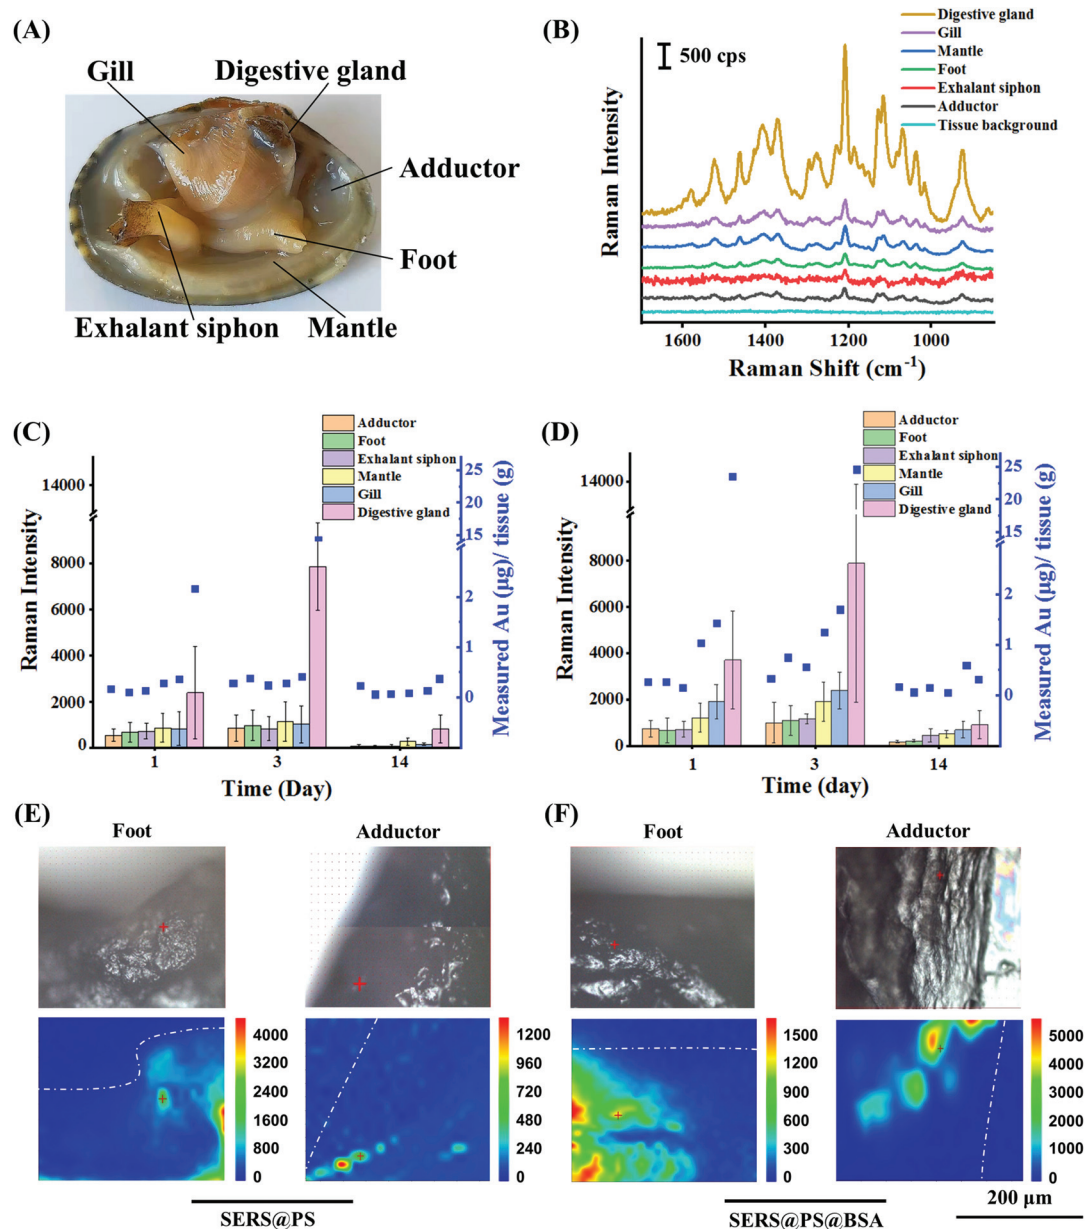 (A)
Gill
Digestive gland
Adductor
Foot
Exhalant siphon
Mantle
(B)
500 cps
Digestive gland
Gill
Mantle
Foot
Exhalant siphon
Adductor
Tissue background
Raman Intensity
1600 1400 1200 1000
Raman Shift (cm⁻¹)
(C)
Adductor
Foot
Exhalant siphon
Mantle
Gill
Digestive gland
Raman Intensity
14000
8000
6000
4000
2000
0
25
20
15
2
1
0
Measured Au (µg)/ tissue (g)
1 3 14
Time (Day)
(D)
Adductor
Foot
Exhalant siphon
Mantle
Gill
Digestive gland
Raman Intensity
14000
8000
6000
4000
2000
0
25
20
15
2
1
0
Measured Au (µg)/ tissue (g)
1 3 14
Time (day)
(E)
Foot
Adductor
4000
3200
2400
1600
800
0
1200
960
720
480
240
0
SERS@PS
(F)
Foot
Adductor
1500
1200
900
600
300
0
5000
4000
3000
2000
1000
0
SERS@PS@BSA
200 µm